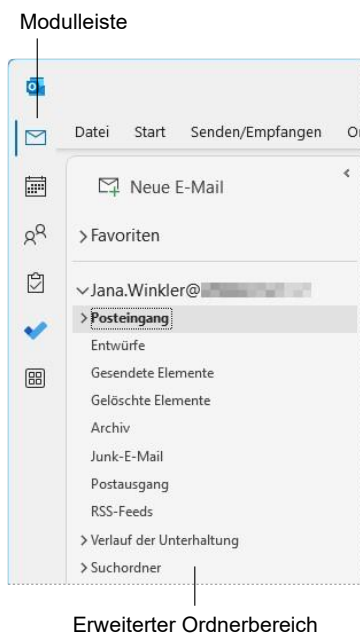 Modulleiste
Datei Start Senden/Empfangen
Neue E-Mail
Favoriten
Jana.Winkler@
Posteingang
Entwürfe
Gesendete Elemente
Gelöschte Elemente
Archiv
Junk-E-Mail
Postausgang
RSS-Feeds
Verlauf der Unterhaltung
Suchordner
Erweiterter Ordnerbereich